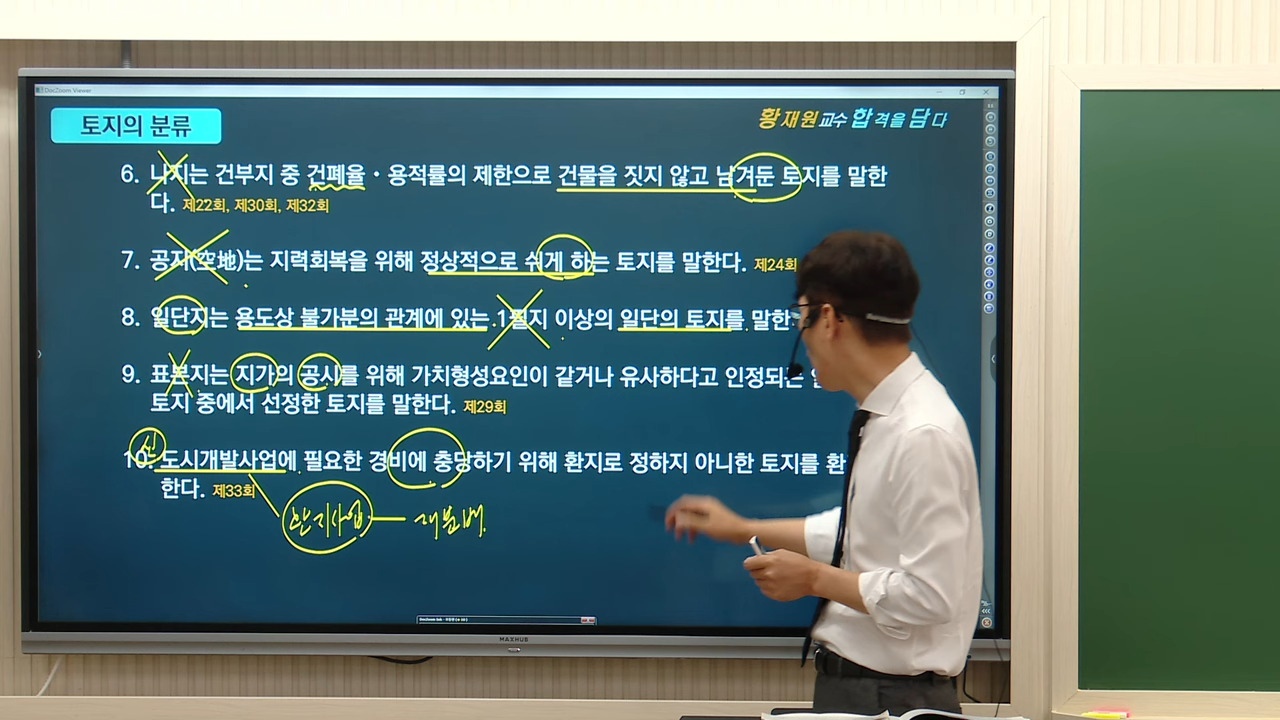 DocZoom Viewer
토지의 분류
황재원교수 합격을 담다
6. 나지는 건부지 중 건폐율·용적률의 제한으로 건물을 짓지 않고 남겨둔 토지를 말한
다. 제22회, 제30회, 제32회
7. 공지(空地)는 지력회복을 위해 정상적으로 쉬게 하는 토지를 말한다. 제24회
8. 일단지는 용도상 불가분의 관계에 있는 1필지 이상의 일단의 토지를 말한
9. 표본지는 지가의 공시를 위해 가치형성요인이 같거나 유사하다고 인정되는
토지 중에서 선정한 토지를 말한다. 제29회
신
10. 도시개발사업에 필요한 경비에 충당하기 위해 환지로 정하지 아니한 토지를 환
한다. 제33회
환지사업 — 재분배
MAXHUB